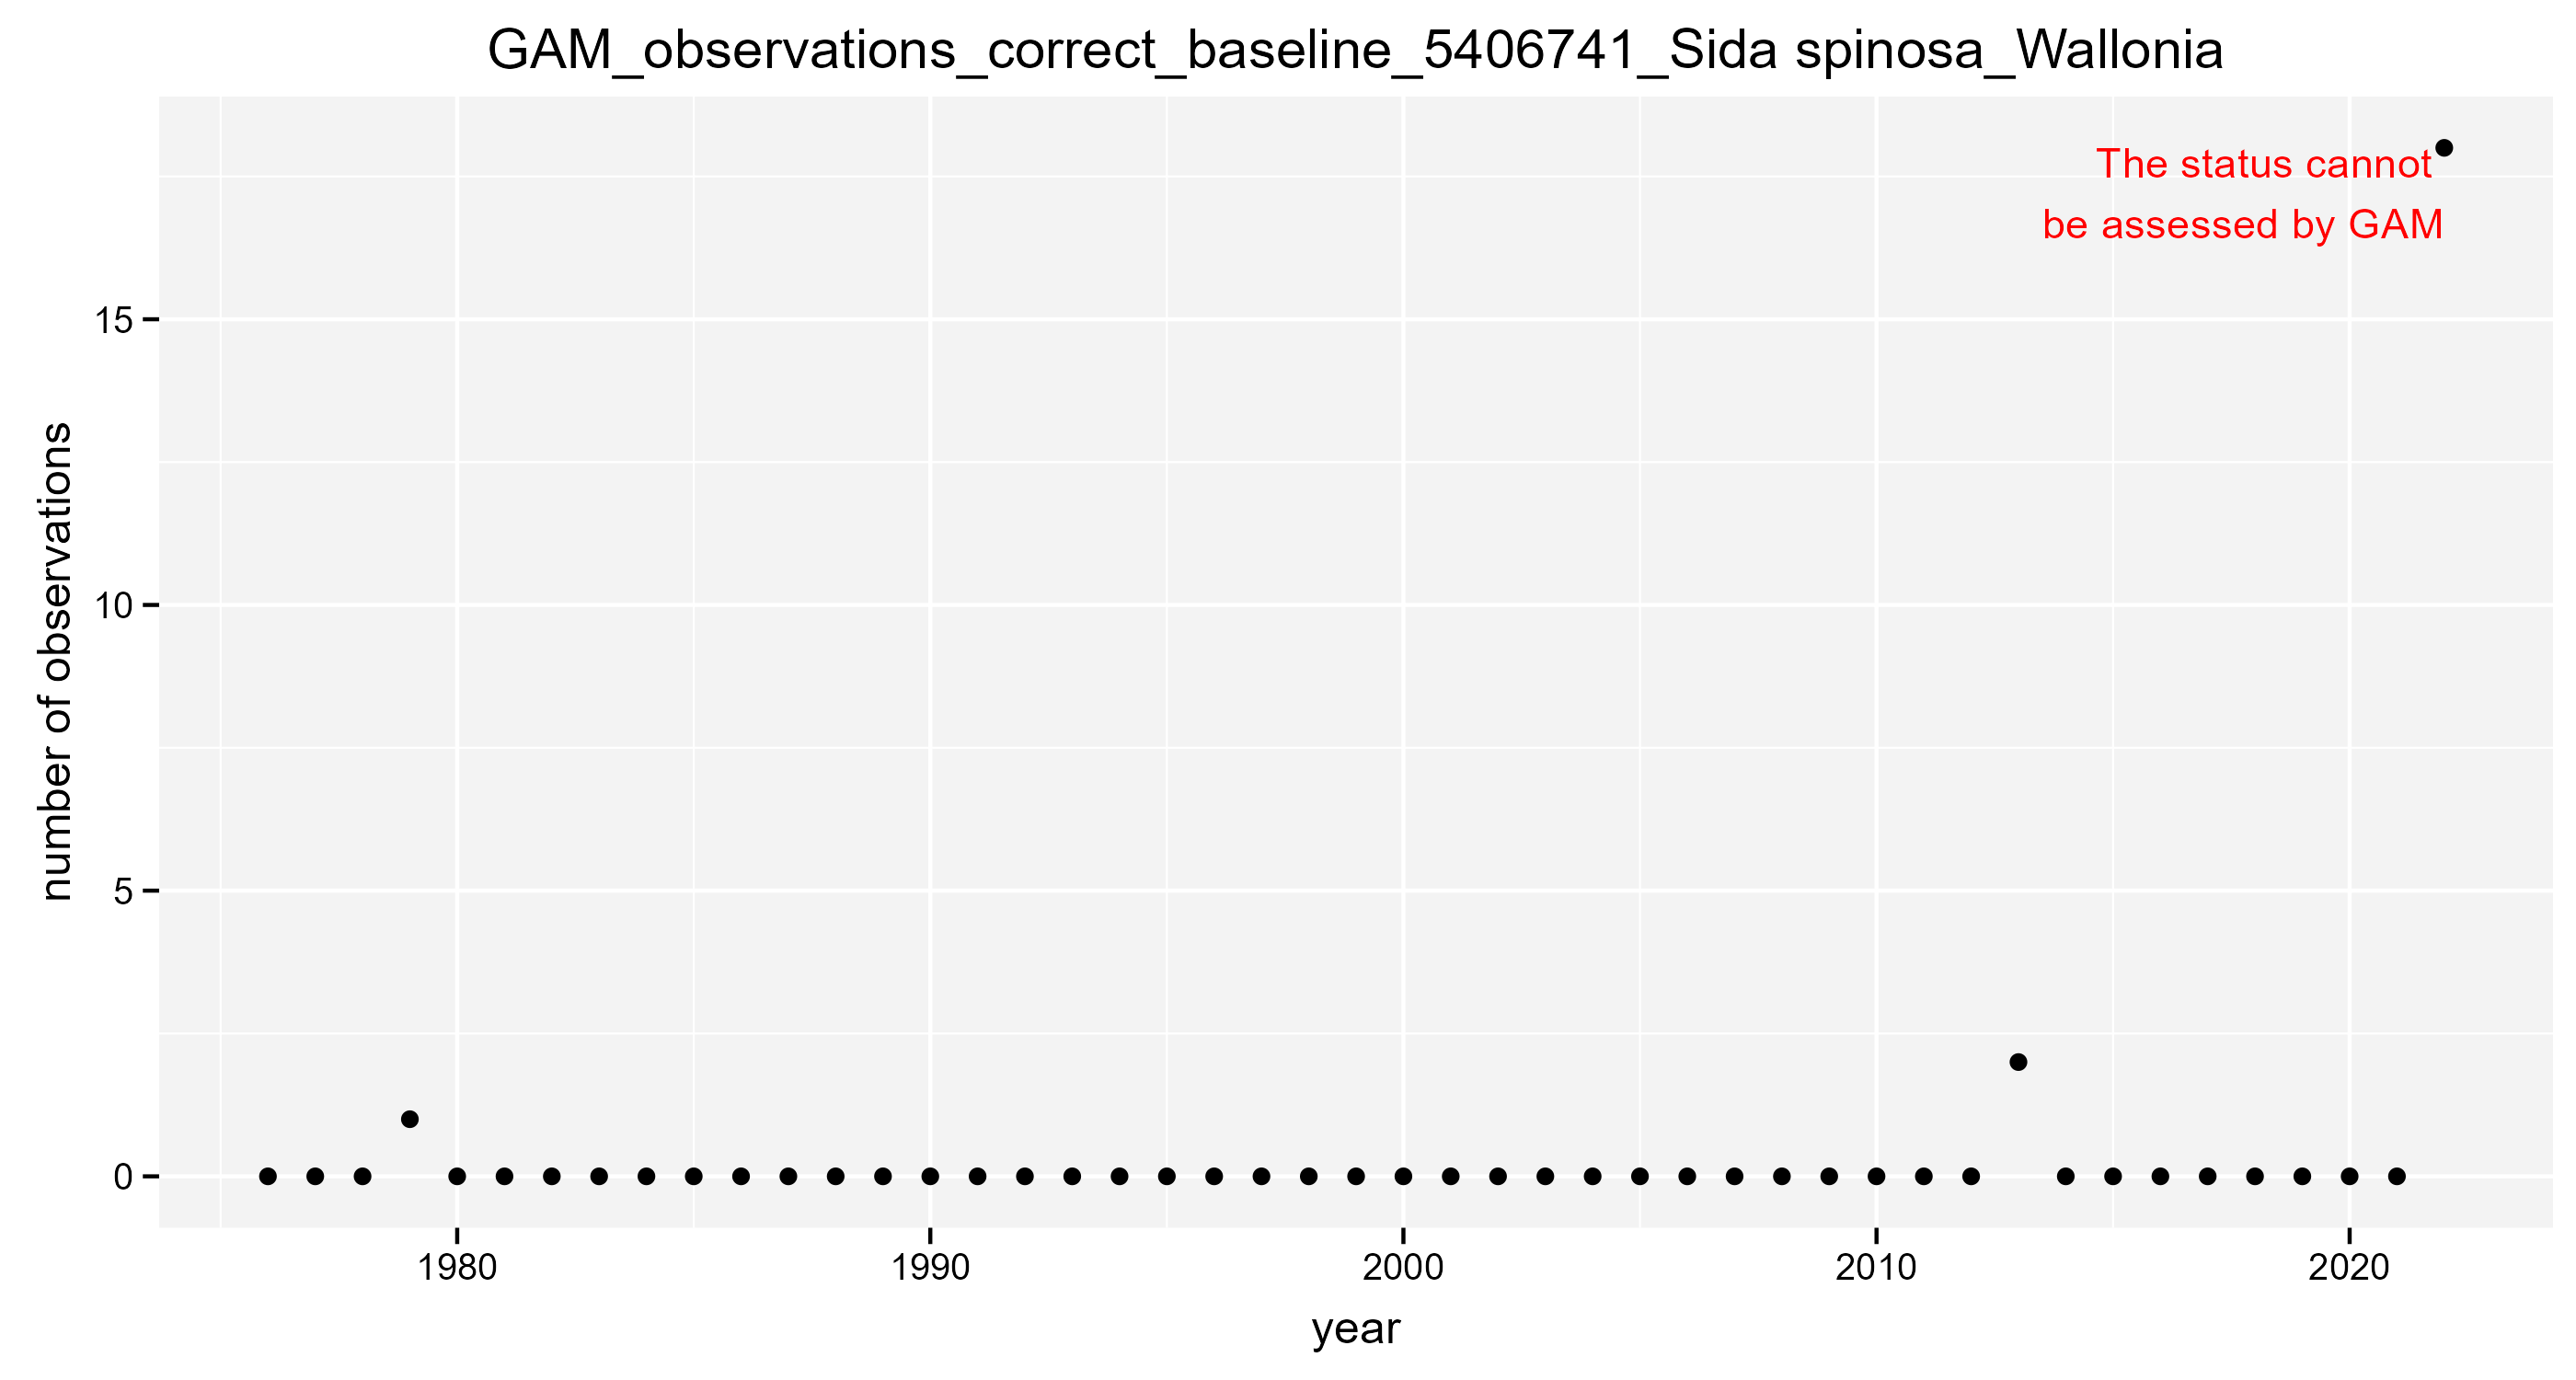 GAM_observations_correct_baseline_5406741_Sida spinosa_Wallonia
The status cannot
be assessed by GAM
number of observations
15
10
5
0
1980 1990 2000 2010 2020
year